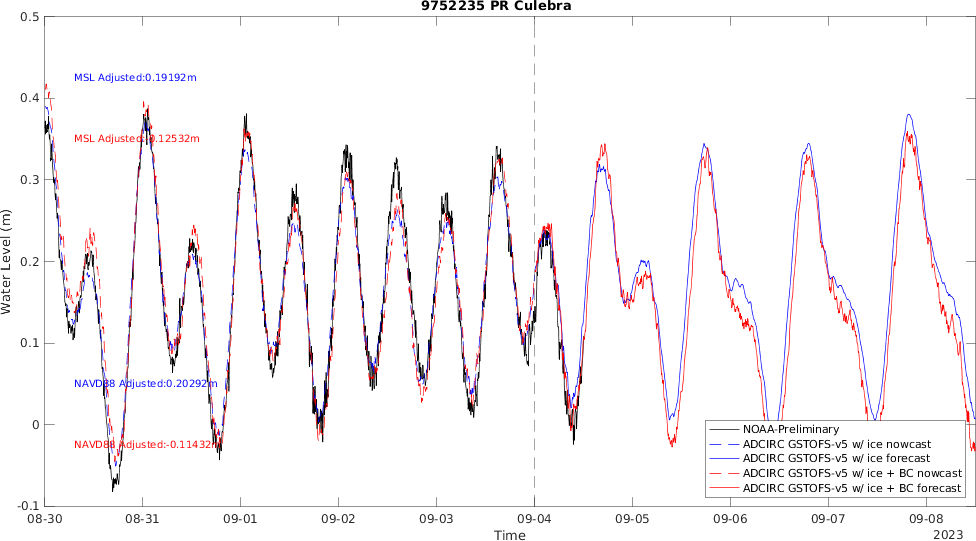 9752235 PR Culebra
0.5
0.4
0.3
0.2
0.1
0
-0.1
Water Level (m)
MSL Adjusted:0.19192m
MSL Adjusted:-0.12532m
NAVD88 Adjusted:0.20292m
NAVD88 Adjusted:-0.11432m
NOAA-Preliminary
ADCIRC GSTOFS-v5 w/ ice nowcast
ADCIRC GSTOFS-v5 w/ ice forecast
ADCIRC GSTOFS-v5 w/ ice + BC nowcast
ADCIRC GSTOFS-v5 w/ ice + BC forecast
08-30 08-31 09-01 09-02 09-03 09-04 09-05 09-06 09-07 09-08
Time
2023